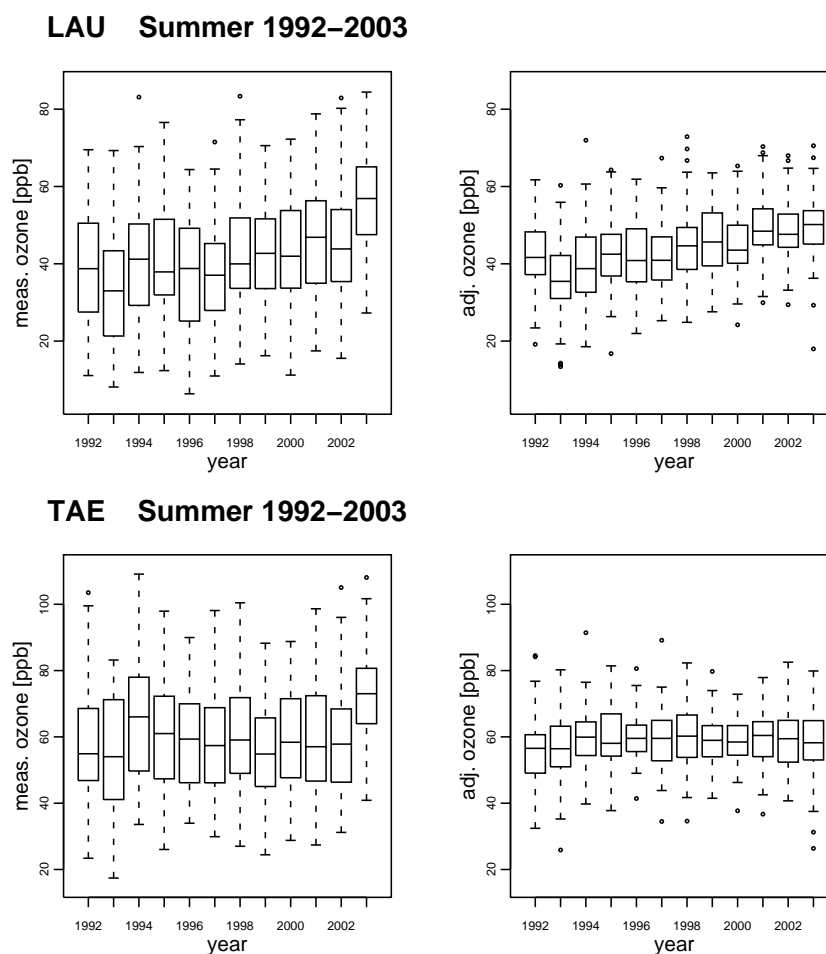 LAU Summer 1992–2003
meas. ozone [ppb]
20 40 60 80
1992 1994 1996 1998 2000 2002
year
adj. ozone [ppb]
20 40 60 80
1992 1994 1996 1998 2000 2002
year
TAE Summer 1992–2003
meas. ozone [ppb]
20 40 60 80 100
1992 1994 1996 1998 2000 2002
year
adj. ozone [ppb]
20 40 60 80 100
1992 1994 1996 1998 2000 2002
year